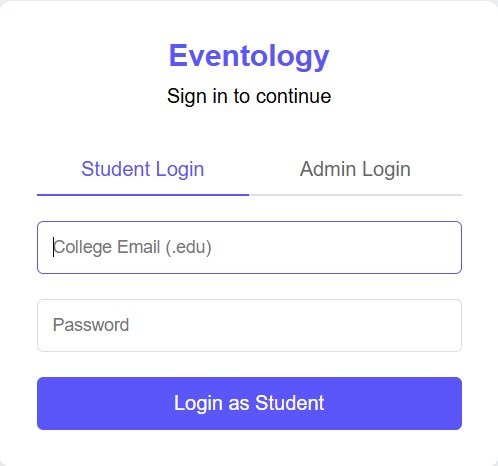 Eventology
Sign in to continue
Student Login
Admin Login
College Email (.edu)
Password
Login as Student